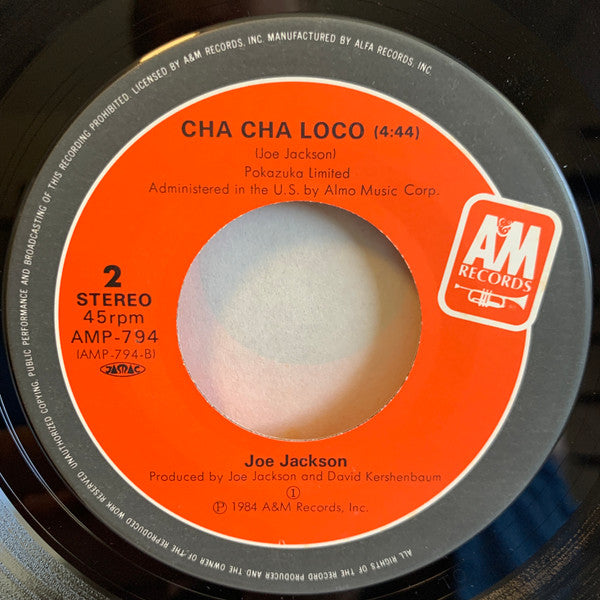 ALL RIGHTS OF THE RECORD PRODUCER AND THE OWNER OF THE REPRODUCED WORK RESERVED. UNAUTHORIZED COPYING, PUBLIC PERFORMANCE AND BROADCASTING OF THIS RECORDING PROHIBITED. LICENSED BY A&M RECORDS, INC. MANUFACTURED BY ALFA RECORDS, INC.
CHA CHA LOCO (4:44)
(Joe Jackson)
Pokazuka Limited
Administered in the U.S. by Almo Music Corp.
A&M
RECORDS
2
STEREO
45rpm
AMP-794
(AMP-794-B)
JASRAC
Joe Jackson
Produced by Joe Jackson and David Kershenbaum
1
Ⓟ 1984 A&M Records, Inc.